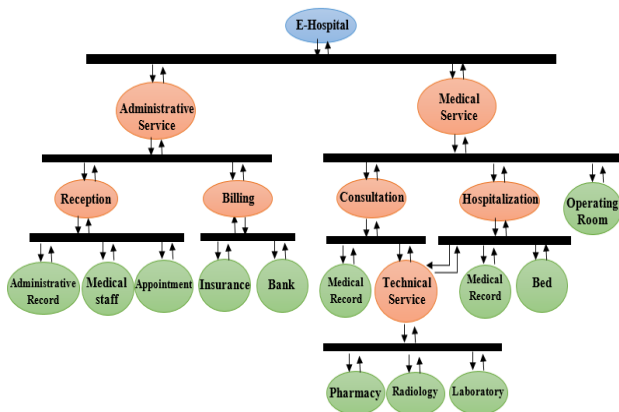 E-Hospital
Administrative
Service
Medical
Service
Reception
Billing
Consultation
Hospitalization
Operating
Room
Administrative
Record
Medical
staff
Appointment
Insurance
Bank
Medical
Record
Technical
Service
Medical
Record
Bed
Pharmacy
Radiology
Laboratory